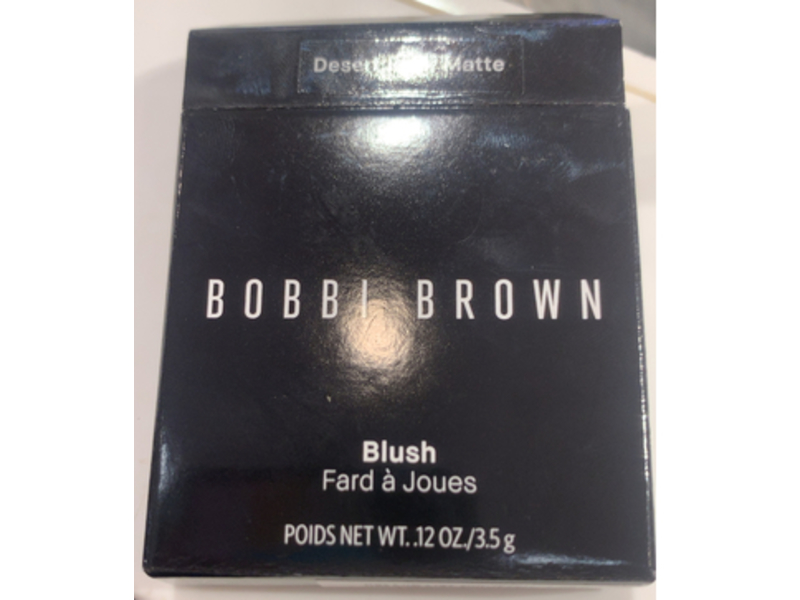 Desert Matte
BOBBI BROWN
Blush
Fard à Joues
POIDS NET WT. .12 OZ./3.5 g